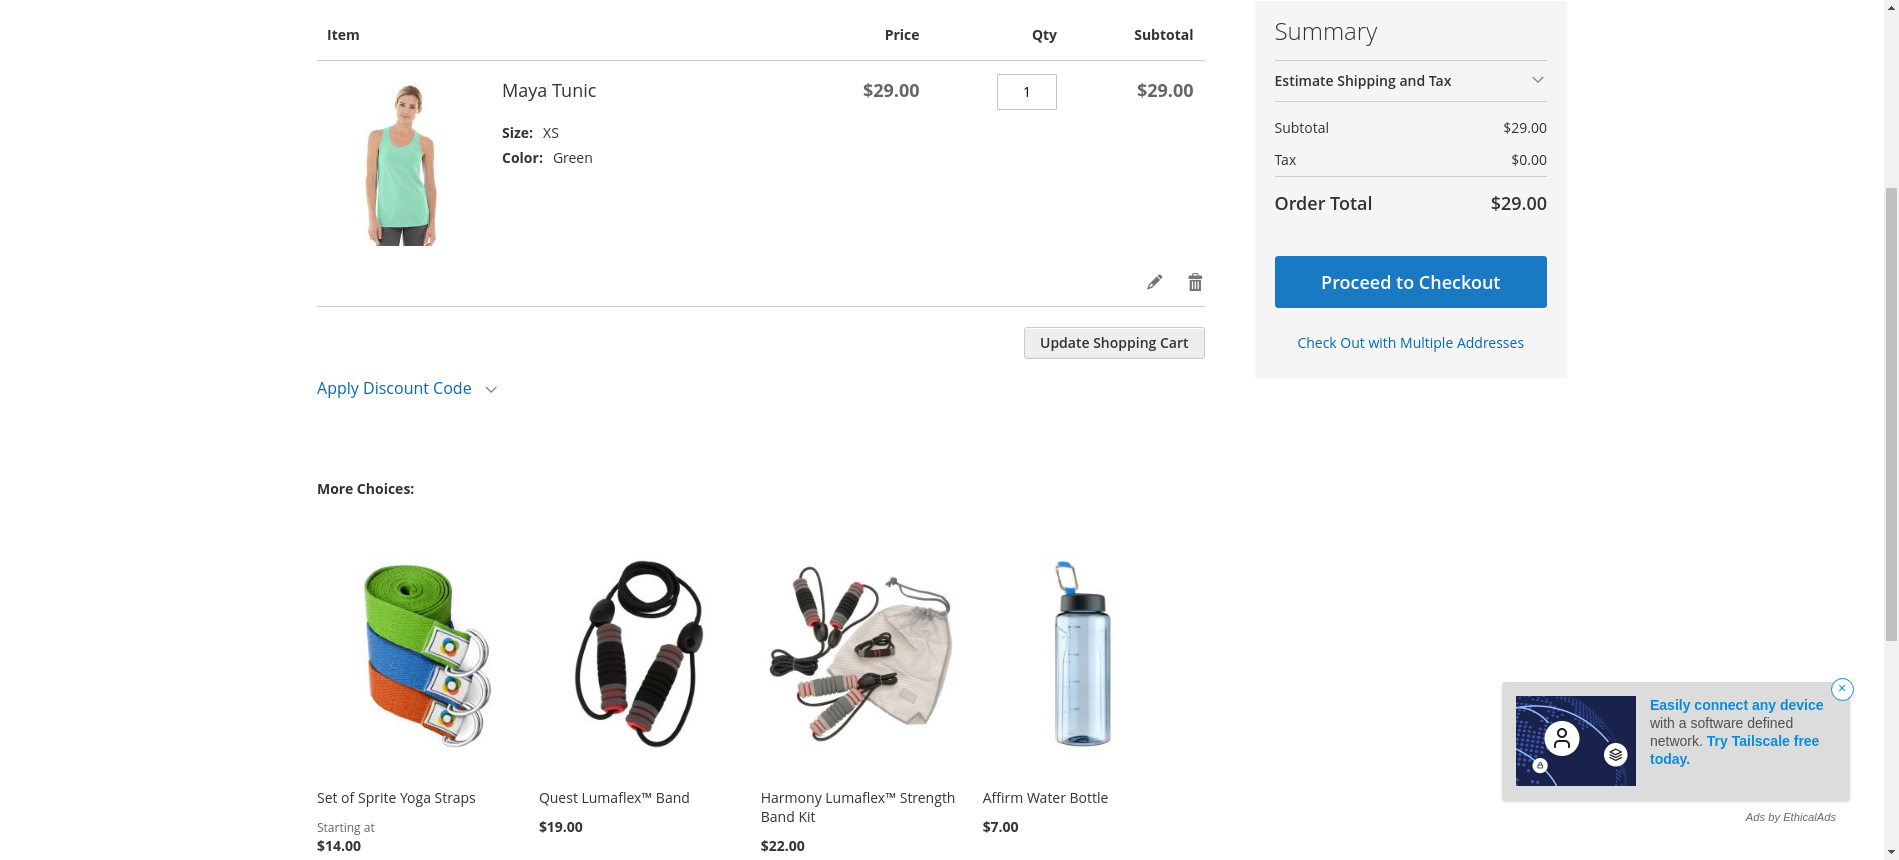 Item Price Qty Subtotal
Maya Tunic $29.00 1 $29.00
Size: XS
Color: Green
Update Shopping Cart
Apply Discount Code
Summary
Estimate Shipping and Tax
Subtotal $29.00
Tax $0.00
Order Total $29.00
Proceed to Checkout
Check Out with Multiple Addresses
More Choices:
Set of Sprite Yoga Straps
Starting at
$14.00
Quest Lumaflex™ Band
$19.00
Harmony Lumaflex™ Strength
Band Kit
$22.00
Affirm Water Bottle
$7.00
Easily connect any device
with a software defined
network. Try Tailscale free
today.
Ads by EthicalAds